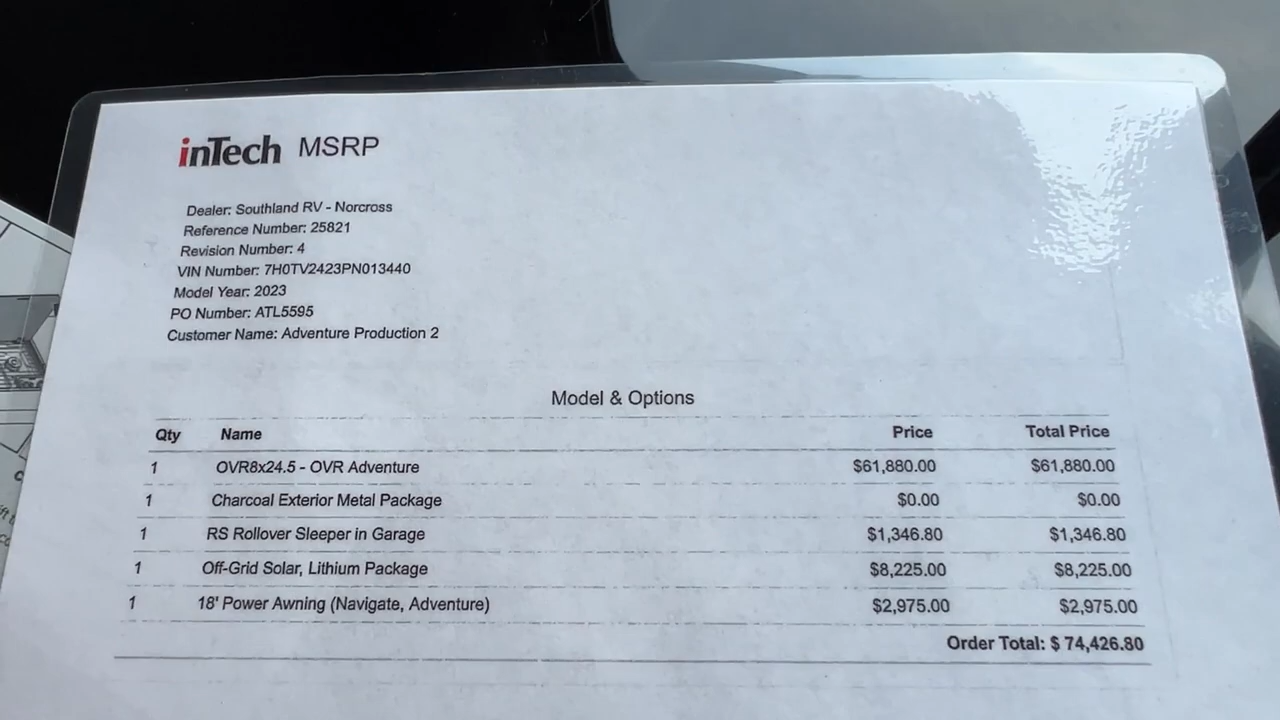 inTech MSRP
Dealer: Southland RV - Norcross
Reference Number: 25821
Revision Number: 4
VIN Number: 7H0TV2423PN013440
Model Year: 2023
PO Number: ATL5595
Customer Name: Adventure Production 2
Model & Options
Qty Name Price Total Price
1 OVR8x24.5 - OVR Adventure $61,880.00 $61,880.00
1 Charcoal Exterior Metal Package $0.00 $0.00
1 RS Rollover Sleeper in Garage $1,346.80 $1,346.80
1 Off-Grid Solar, Lithium Package $8,225.00 $8,225.00
1 18' Power Awning (Navigate, Adventure) $2,975.00 $2,975.00
Order Total: $ 74,426.80